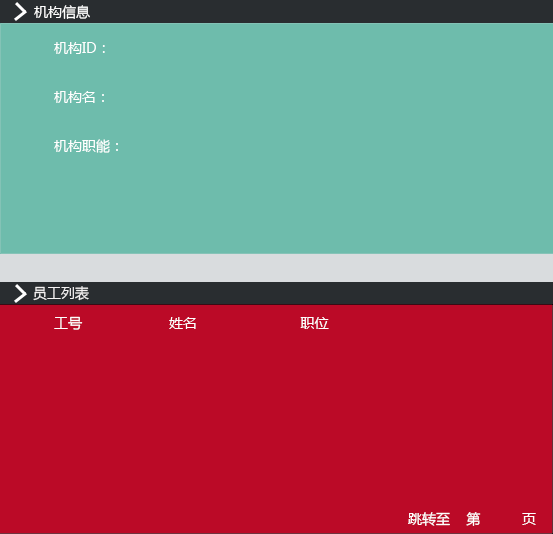 机构信息
机构ID：
机构名：
机构职能：
员工列表
工号 姓名 职位
跳转至 第 页